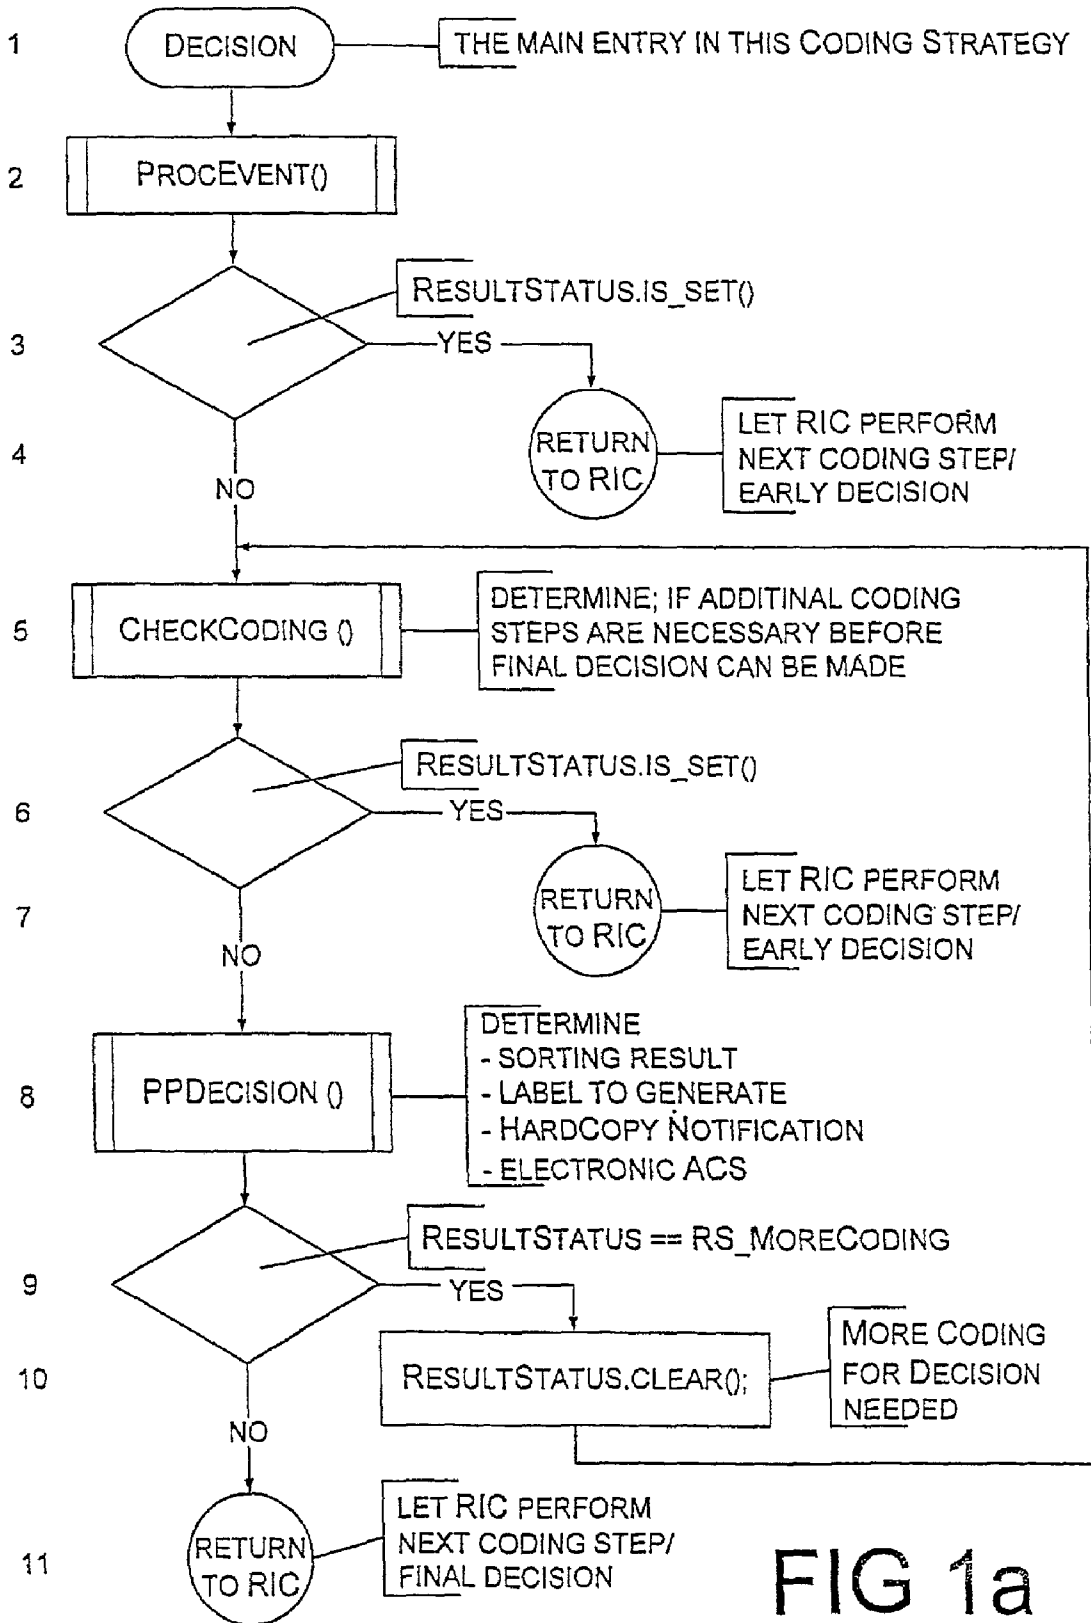 1
DECISION
THE MAIN ENTRY IN THIS CODING STRATEGY
2
PROCEVENT()
RESULTSTATUS.IS_SET()
3
YES
4
RETURN
TO RIC
LET RIC PERFORM
NEXT CODING STEP/
EARLY DECISION
NO
5
CHECKCODING ()
DETERMINE; IF ADDITINAL CODING
STEPS ARE NECESSARY BEFORE
FINAL DECISION CAN BE MADE
RESULTSTATUS.IS_SET()
6
YES
7
RETURN
TO RIC
LET RIC PERFORM
NEXT CODING STEP/
EARLY DECISION
NO
8
PPDECISION ()
DETERMINE
- SORTING RESULT
- LABEL TO GENERATE
- HARDCOPY NOTIFICATION
- ELECTRONIC ACS
RESULTSTATUS == RS_MORECODING
9
YES
10
RESULTSTATUS.CLEAR();
MORE CODING
FOR DECISION
NEEDED
NO
11
RETURN
TO RIC
LET RIC PERFORM
NEXT CODING STEP/
FINAL DECISION
FIG 1a